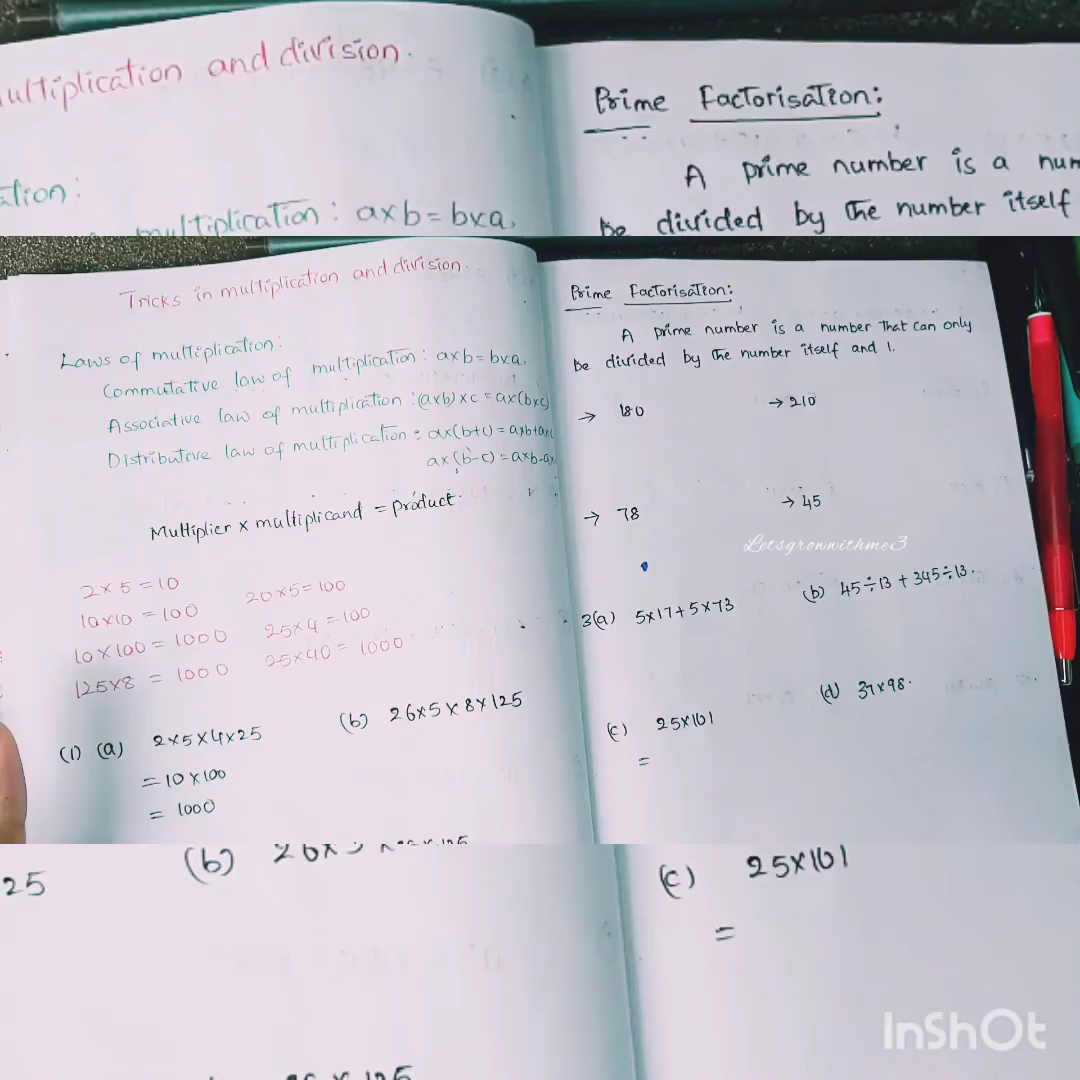 ultiplication and division.
ation:
multiplication: a×b=b×a,
Prime Factorisation:
A prime number is a num
be divided by the number itself
Tricks in multiplication and division.
Laws of multiplication:
Commutative law of multiplication: a×b=b×a.
Associative law of multiplication: (a×b)×c=a×(b×c)
Distributive law of multiplication: a×(b+c)=a×b+a×c
a×(b-c)=a×b-a×
Multiplier × multiplicand = product.
2×5=10
10×10=100 20×5=100
10×100=1000 25×4=100
125×8=1000 25×40=1000
(1) (a) 2×5×4×25 (b) 26×5×8×125
=10×100
=1000
Prime Factorisation:
A prime number is a number that can only
be divided by the number itself and 1.
→ 180 → 210
→ 78 → 45
Letsgrowwithme3
3(a) 5×17+5×73 (b) 45÷13+345÷13.
(c) 25×101 (d) 37×98.
=
25 (b)
(c) 25×101
=
InShOt